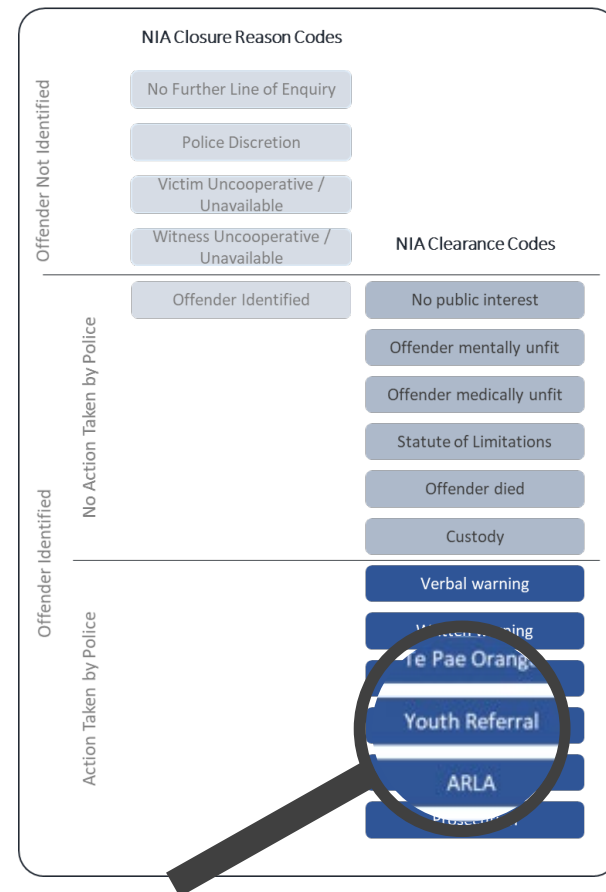 NIA Closure Reason Codes
Offender Not Identified
No Further Line of Enquiry
Police Discretion
Victim Uncooperative /
Unavailable
Witness Uncooperative /
Unavailable
NIA Clearance Codes
Offender Identified
No Action Taken by Police
Offender Identified
No public interest
Offender mentally unfit
Offender medically unfit
Statute of Limitations
Offender died
Custody
Action Taken by Police
Verbal warning
Written warning
Te Pae Orang
Youth Referral
ARLA